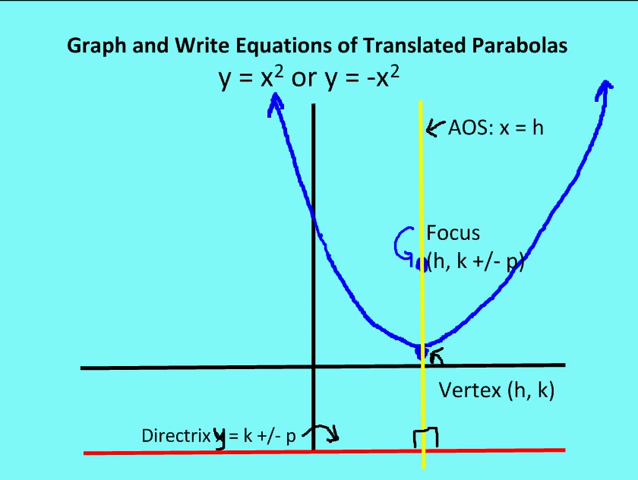 Graph and Write Equations of Translated Parabolas
y = x² or y = -x²
AOS: x = h
Focus
(h, k +/- p)
Vertex (h, k)
Directrix y = k +/- p